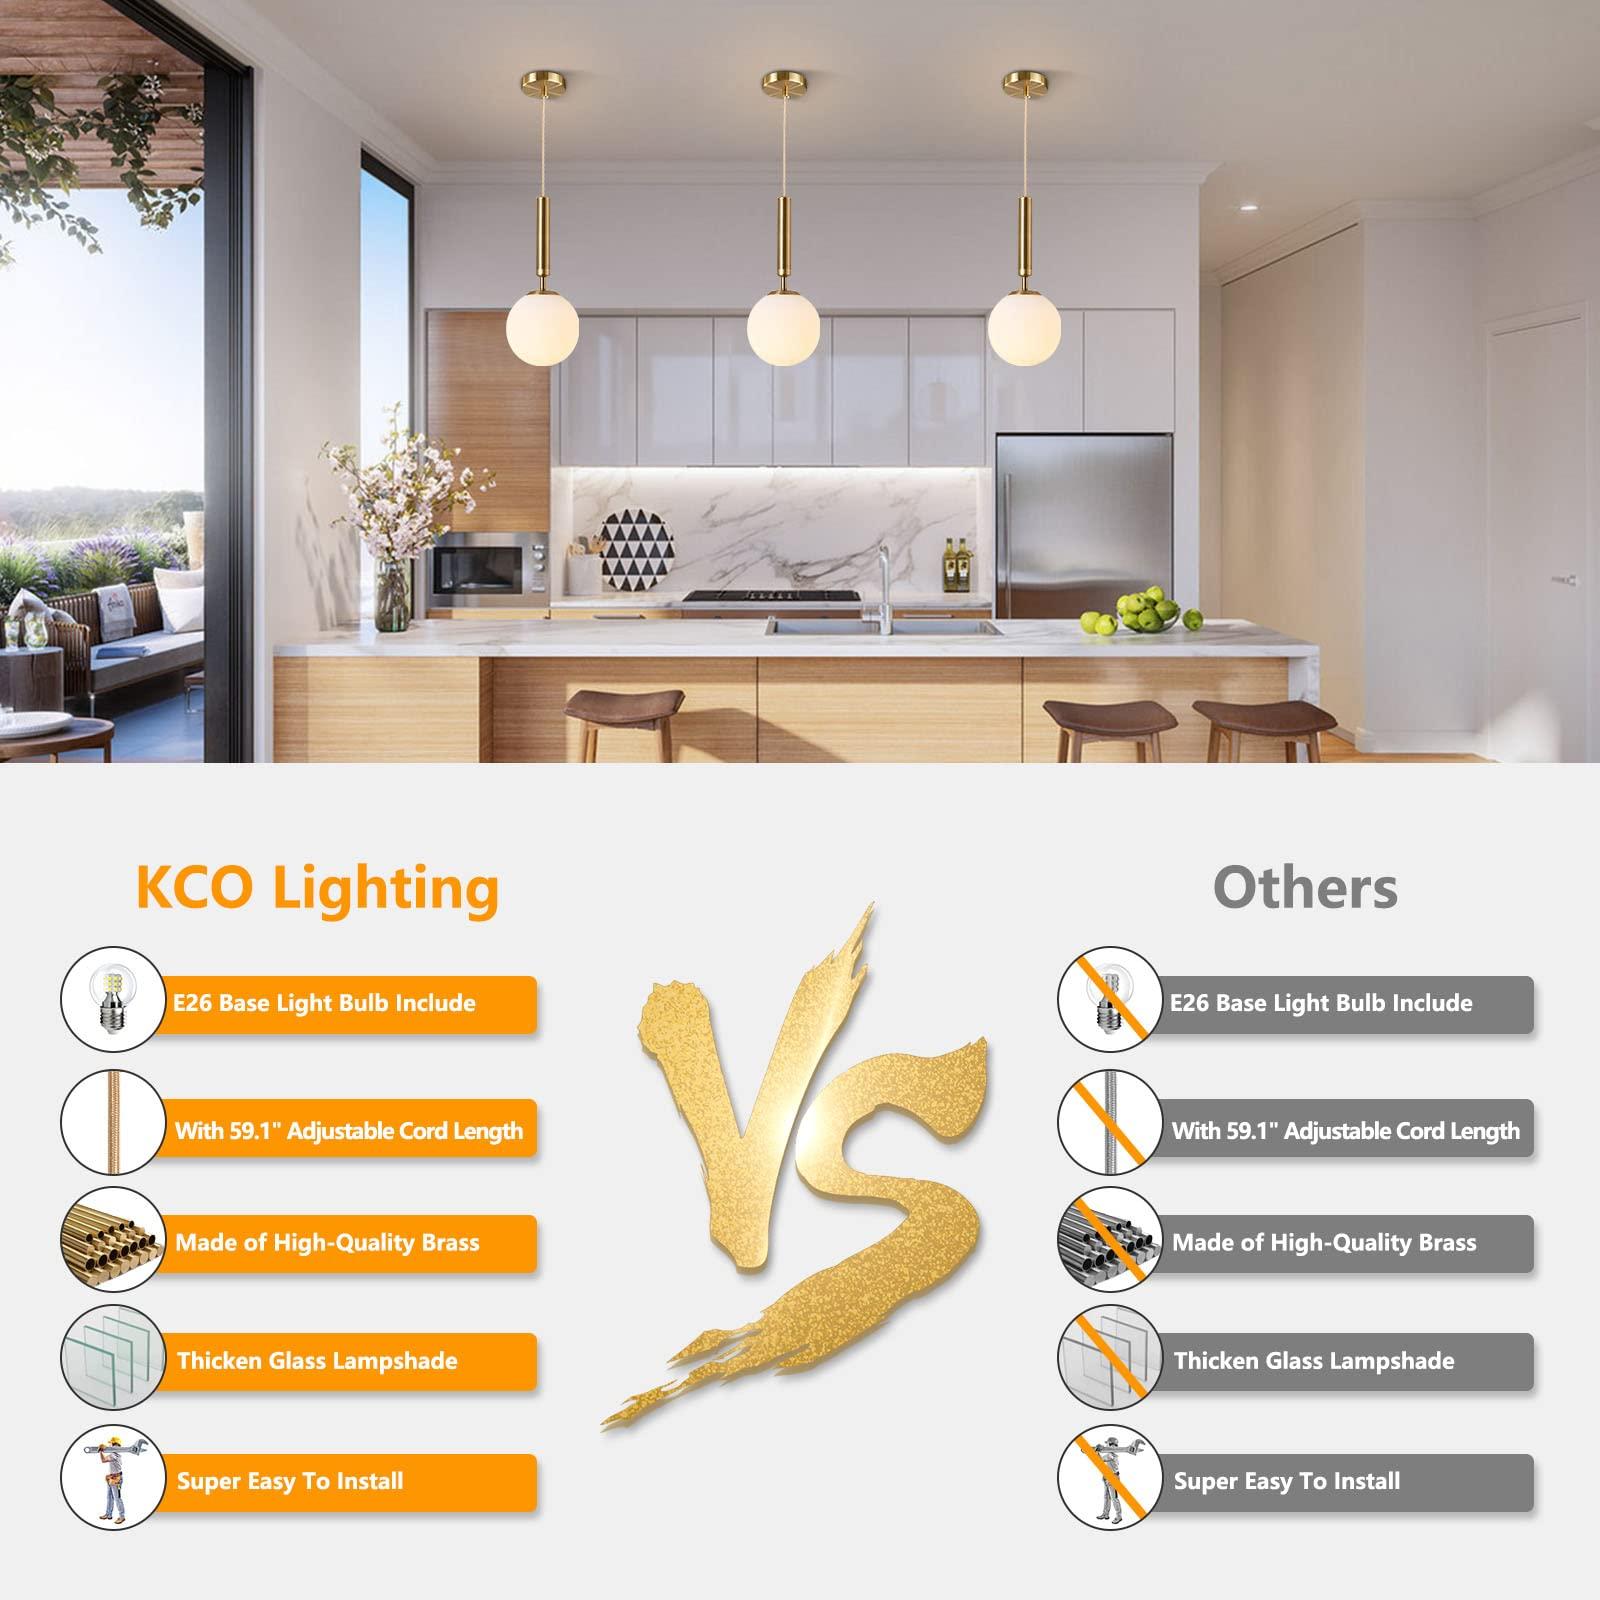 KCO Lighting
E26 Base Light Bulb Include
With 59.1" Adjustable Cord Length
Made of High-Quality Brass
Thicken Glass Lampshade
Super Easy To Install
VS
Others
E26 Base Light Bulb Include
With 59.1" Adjustable Cord Length
Made of High-Quality Brass
Thicken Glass Lampshade
Super Easy To Install